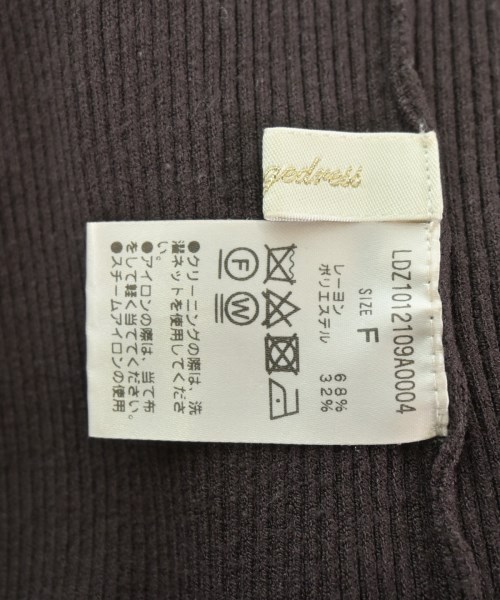 gedress
LDZ1012109A0004
SIZE F
レーヨン 68%
ポリエステル 32%
F W
●クリーニングの際は、洗
濯ネットを使用してくださ
い。
●アイロンの際は、当て布
をして軽く当ててください。
●スチームアイロンの使用